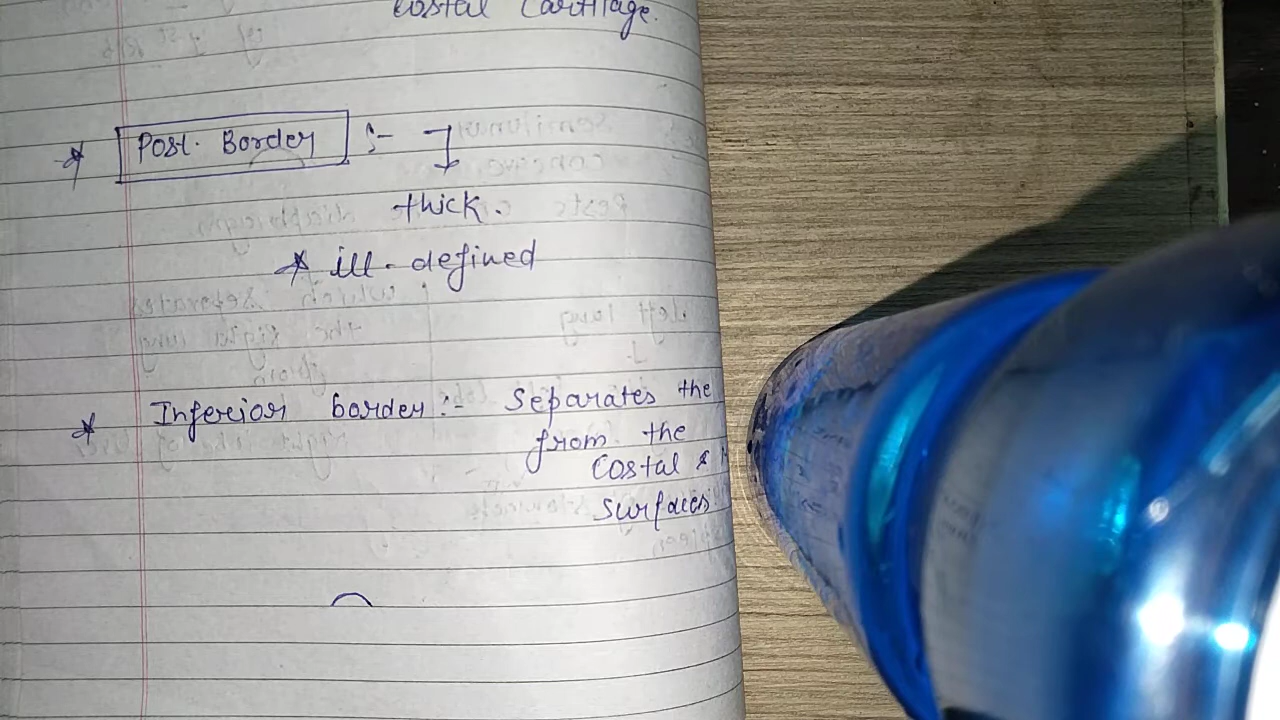 Costal Cartilage.
* Post. Border :-
thick.
* ill-defined
* Inferior border :- Separates the
from the
Costal &
surfaces